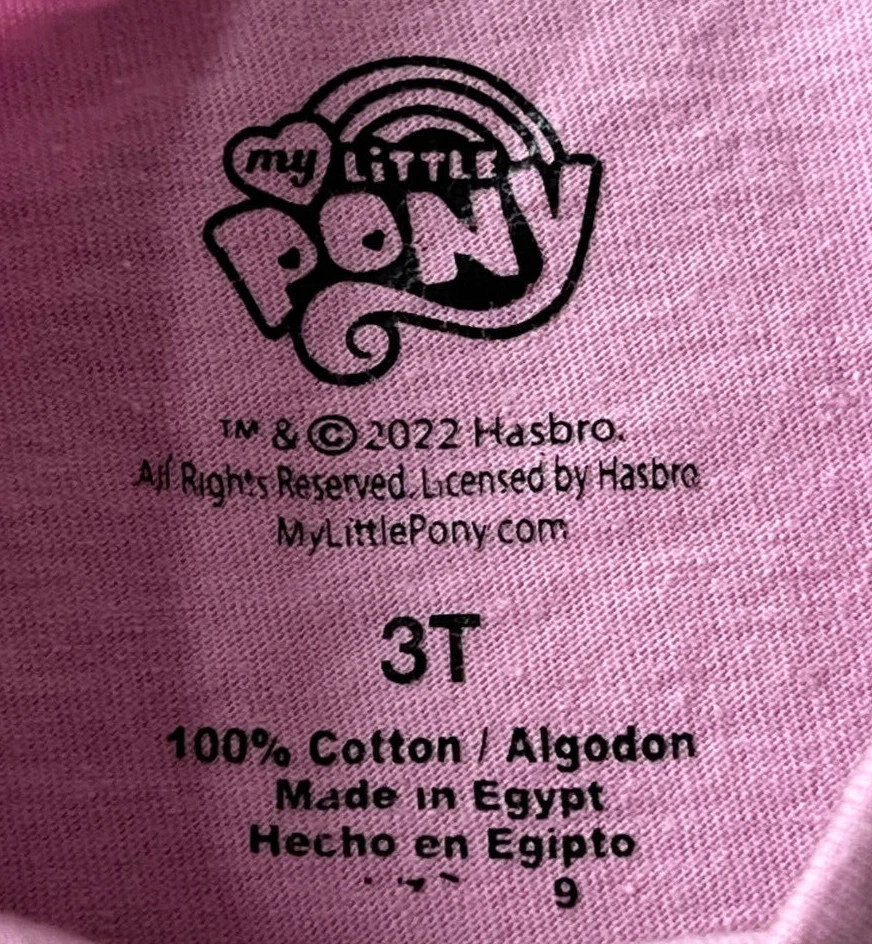 my LiTTLE
PONY
™ & © 2022 Hasbro.
All Rights Reserved. Licensed by Hasbro.
MyLittlePony.com
3T
100% Cotton / Algodon
Made in Egypt
Hecho en Egipto
9